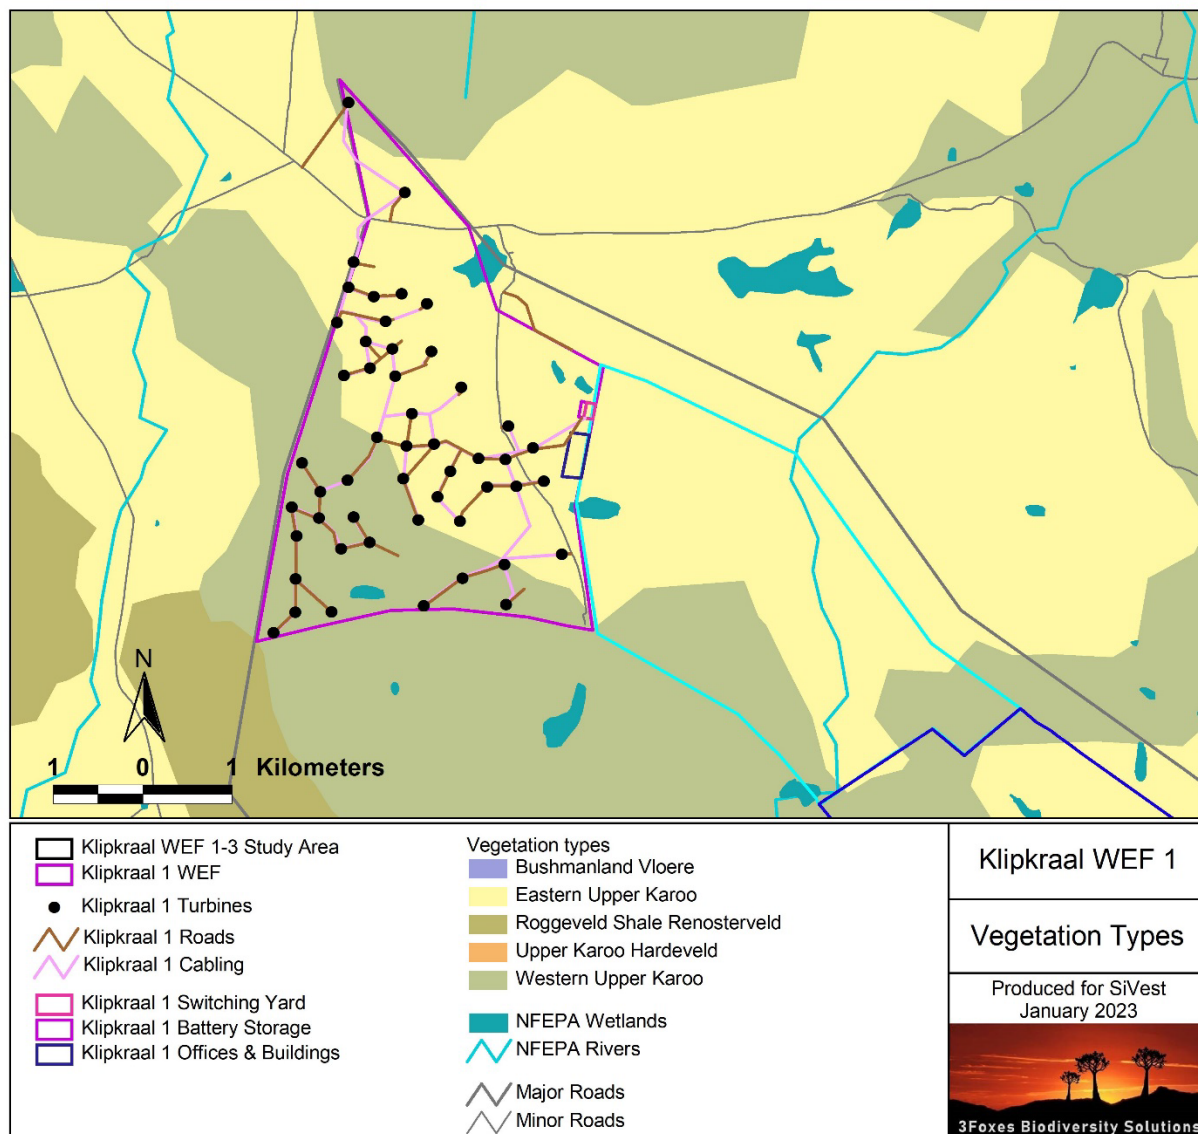 N
1 0 1 Kilometers
Klipkraal WEF 1-3 Study Area
Klipkraal 1 WEF
Klipkraal 1 Turbines
Klipkraal 1 Roads
Klipkraal 1 Cabling
Klipkraal 1 Switching Yard
Klipkraal 1 Battery Storage
Klipkraal 1 Offices & Buildings
Vegetation types
Bushmanland Vloere
Eastern Upper Karoo
Roggeveld Shale Renosterveld
Upper Karoo Hardeveld
Western Upper Karoo
NFEPA Wetlands
NFEPA Rivers
Major Roads
Minor Roads
Klipkraal WEF 1
Vegetation Types
Produced for SiVest
January 2023
3Foxes Biodiversity Solutions